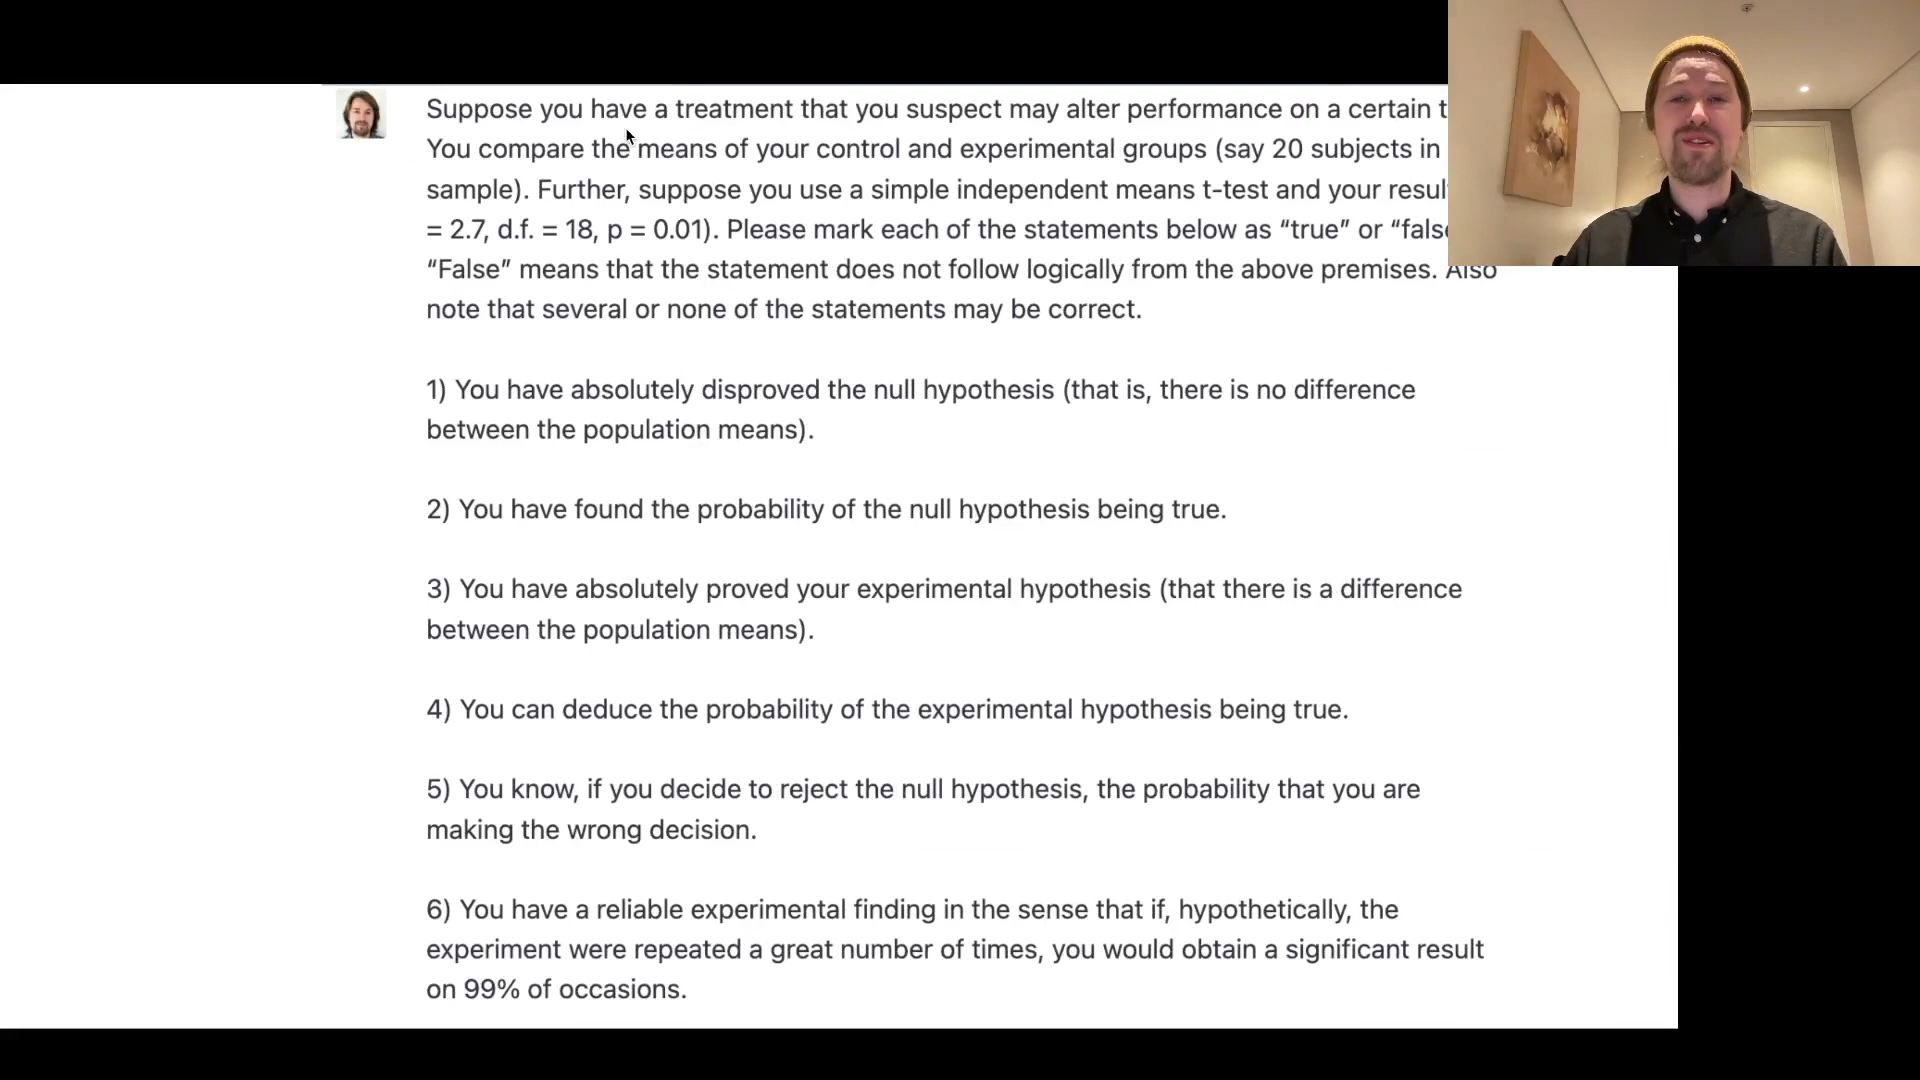 Suppose you have a treatment that you suspect may alter performance on a certain t
You compare the means of your control and experimental groups (say 20 subjects in
sample). Further, suppose you use a simple independent means t-test and your resul
= 2.7, d.f. = 18, p = 0.01). Please mark each of the statements below as “true” or “false
“False” means that the statement does not follow logically from the above premises. Also
note that several or none of the statements may be correct.
1) You have absolutely disproved the null hypothesis (that is, there is no difference
between the population means).
2) You have found the probability of the null hypothesis being true.
3) You have absolutely proved your experimental hypothesis (that there is a difference
between the population means).
4) You can deduce the probability of the experimental hypothesis being true.
5) You know, if you decide to reject the null hypothesis, the probability that you are
making the wrong decision.
6) You have a reliable experimental finding in the sense that if, hypothetically, the
experiment were repeated a great number of times, you would obtain a significant result
on 99% of occasions.